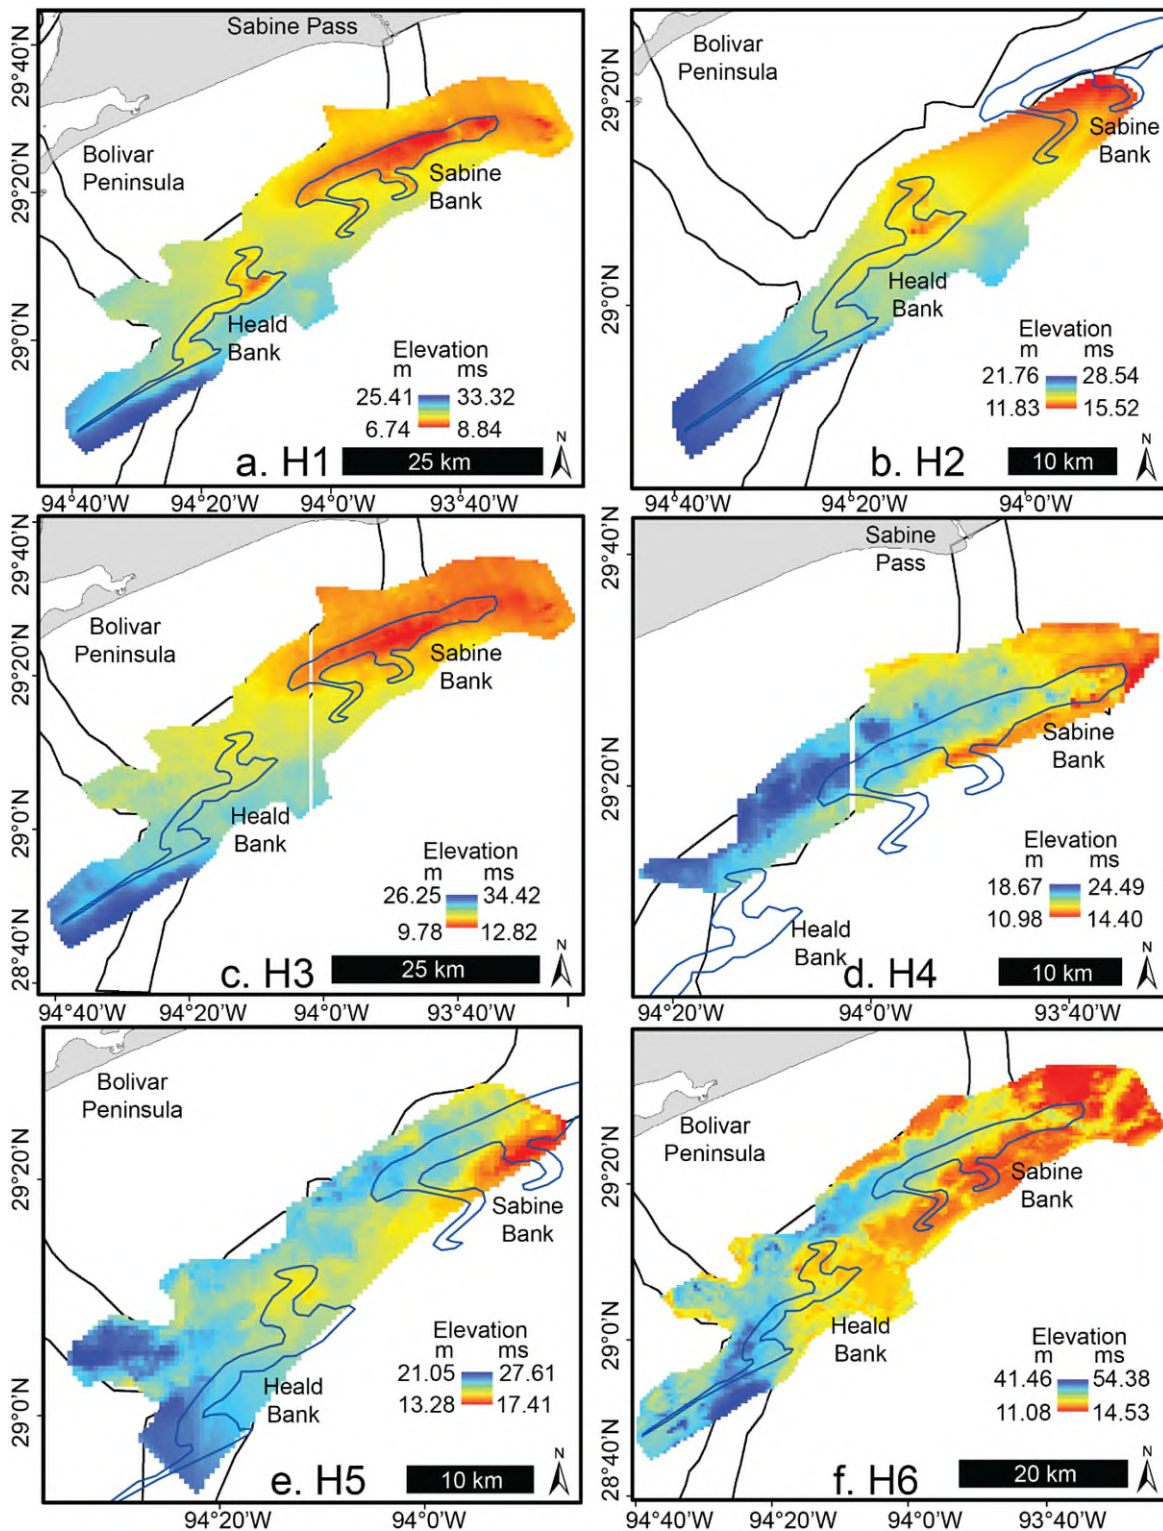 Sabine Pass
Bolivar
Peninsula
Sabine
Bank
Heald
Bank
Elevation
m ms
25.41 33.32
6.74 8.84
N
a. H1
25 km
29°40'N
29°20'N
29°0'N
94°40'W 94°20'W 94°0'W 93°40'W
Bolivar
Peninsula
Sabine
Bank
Heald
Bank
Elevation
m ms
21.76 28.54
11.83 15.52
N
b. H2
10 km
29°20'N
29°0'N
94°40'W 94°20'W 94°0'W
Bolivar
Peninsula
Sabine
Bank
Heald
Bank
Elevation
m ms
26.25 34.42
9.78 12.82
N
c. H3
25 km
29°40'N
29°20'N
29°0'N
28°40'N
94°40'W 94°20'W 94°0'W 93°40'W
Sabine
Pass
Sabine
Bank
Heald
Bank
Elevation
m ms
18.67 24.49
10.98 14.40
N
d. H4
10 km
29°40'N
29°20'N
94°20'W 94°0'W 93°40'W
Bolivar
Peninsula
Sabine
Bank
Heald
Bank
Elevation
m ms
21.05 27.61
13.28 17.41
N
e. H5
10 km
29°20'N
29°0'N
94°20'W 94°0'W
Bolivar
Peninsula
Sabine
Bank
Heald
Bank
Elevation
m ms
41.46 54.38
11.08 14.53
N
f. H6
20 km
29°20'N
29°0'N
28°40'N
94°40'W 94°20'W 94°0'W 93°40'W